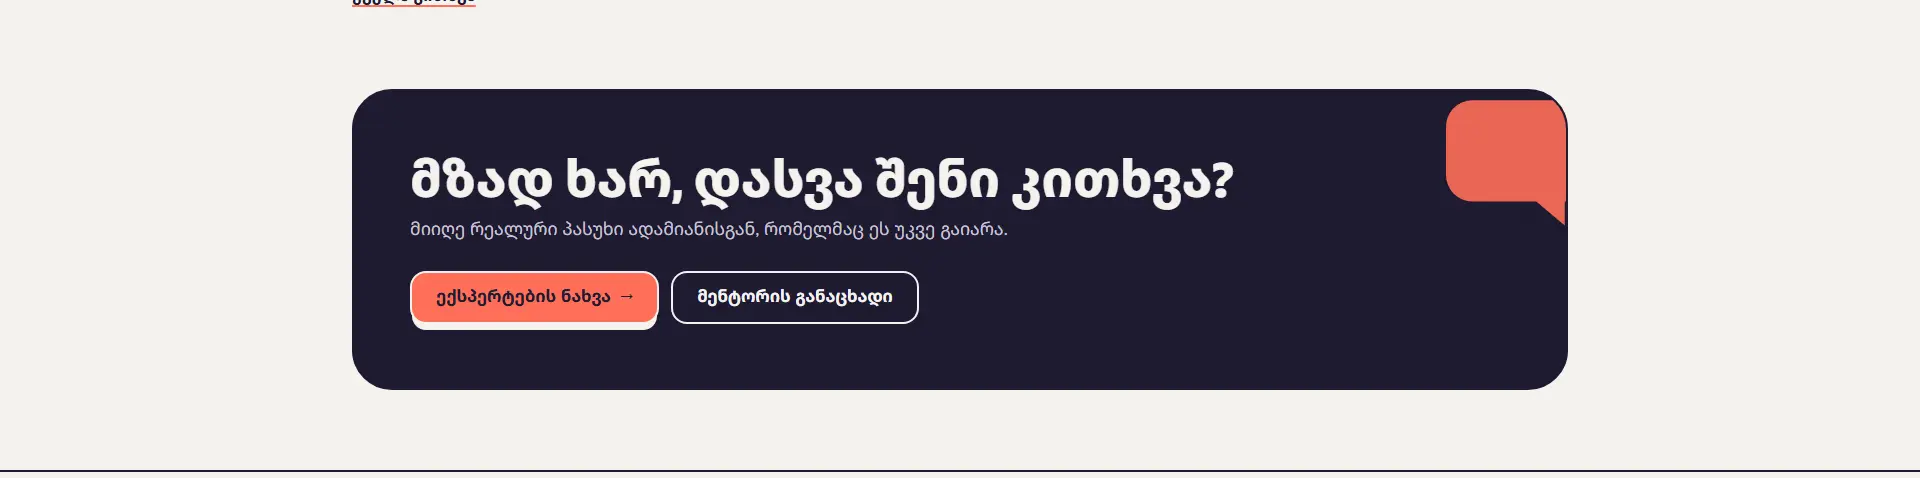 მზად ხარ, დასვა შენი კითხვა?
მიიღე რეალური პასუხი ადამიანისგან, რომელმაც ეს უკვე გაიარა.
ექსპერტების ნახვა →
მენტორის განაცხადი